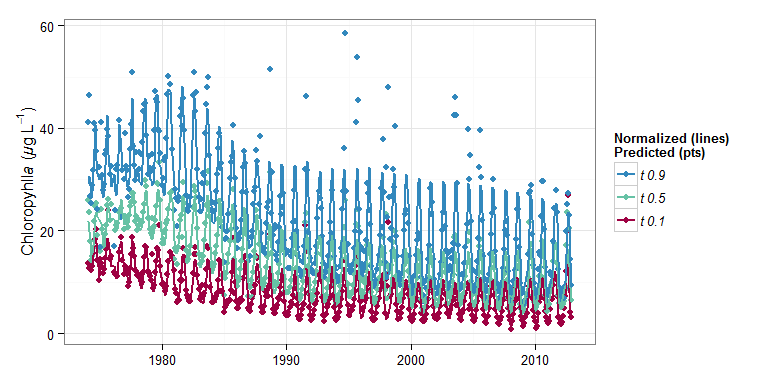 Chloropyhlla (µg L⁻¹)
60
40
20
0
1980
1990
2000
2010
Normalized (lines)
Predicted (pts)
t 0.9
t 0.5
t 0.1